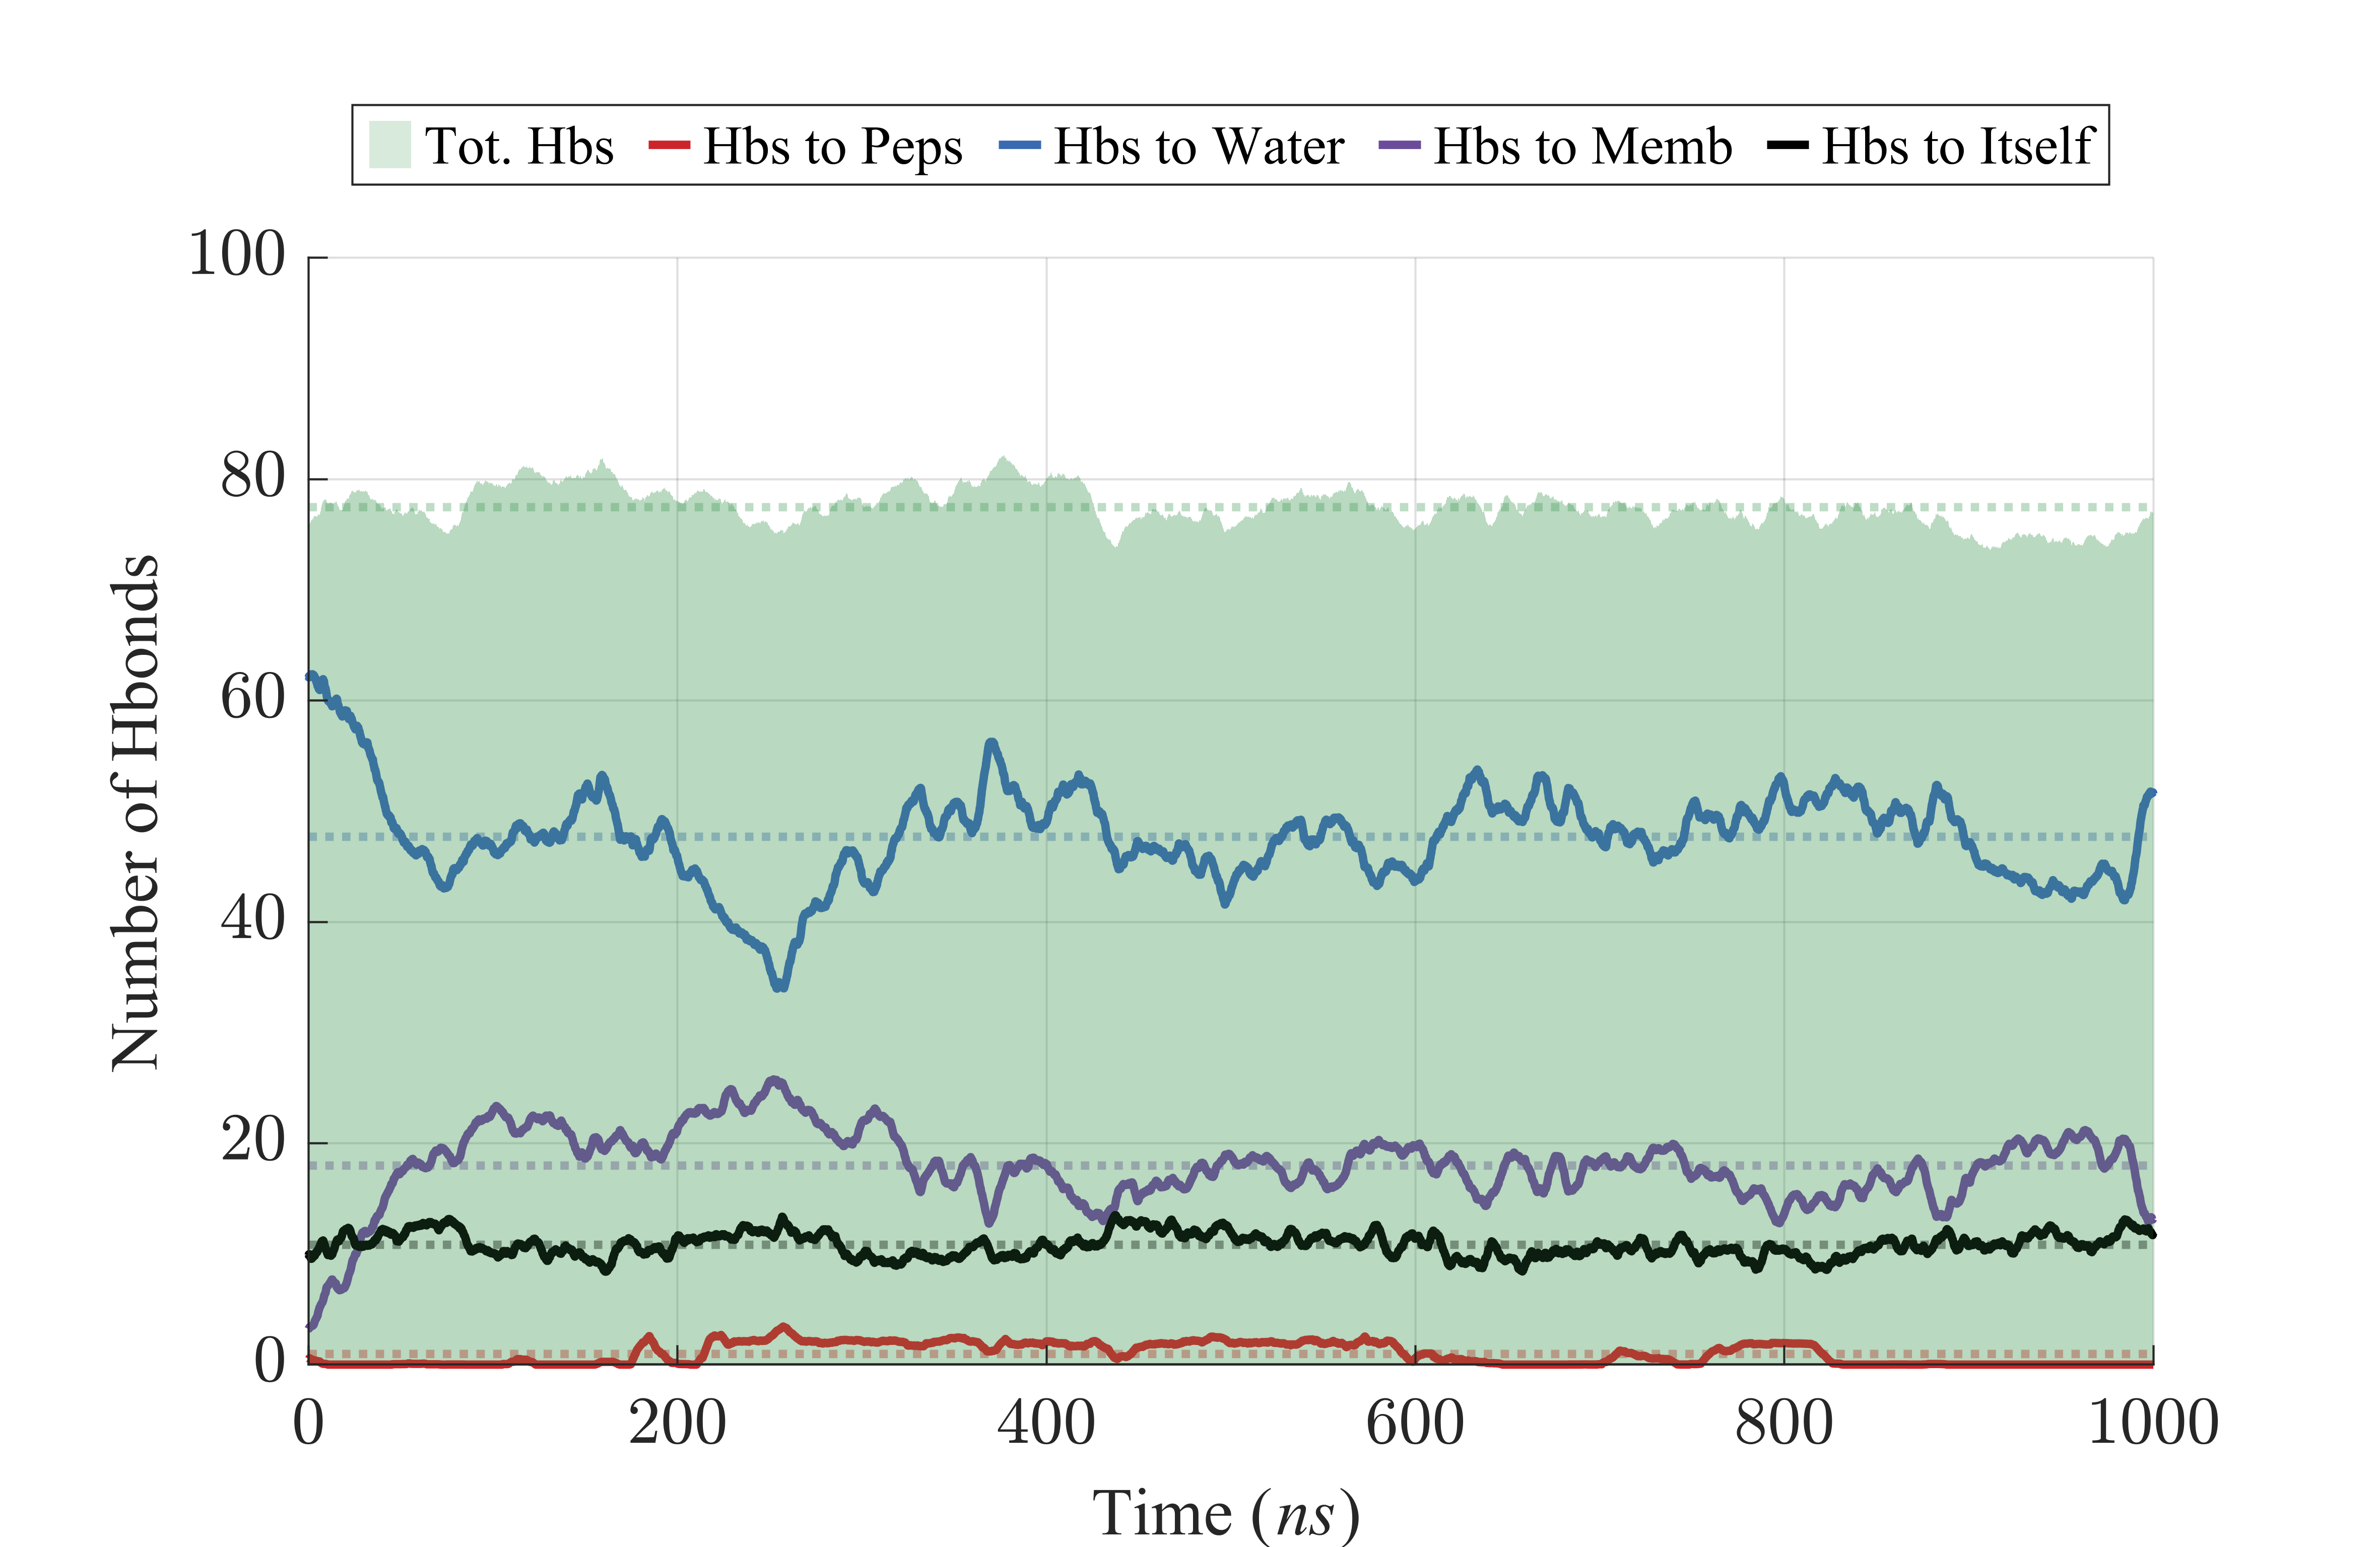 Tot. Hbs Hbs to Peps Hbs to Water Hbs to Memb Hbs to Itself
100
80
60
40
20
0
Number of Hbonds
0 200 400 600 800 1000
Time (ns)